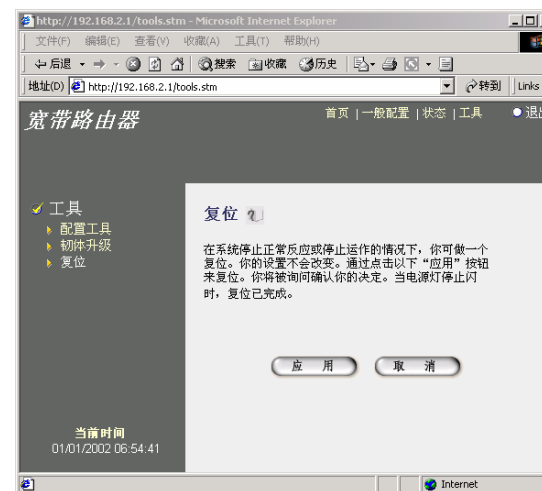 http://192.168.2.1/tools.stm - Microsoft Internet Explorer
文件(F) 编辑(E) 查看(V) 收藏(A) 工具(T) 帮助(H)
后退 搜索 收藏 历史
地址(D) http://192.168.2.1/tools.stm 转到 Links
宽带路由器
首页 | 一般配置 | 状态 | 工具 退出
工具
配置工具
韧体升级
复位
复位
在系统停止正常反应或停止运作的情况下，你可做一个
复位。你的设置不会改变。通过点击以下“应用”按钮
来复位。你将被询问确认你的决定。当电源灯停止闪
时，复位已完成。
应 用 取 消
当前时间
01/01/2002 06:54:41
Internet